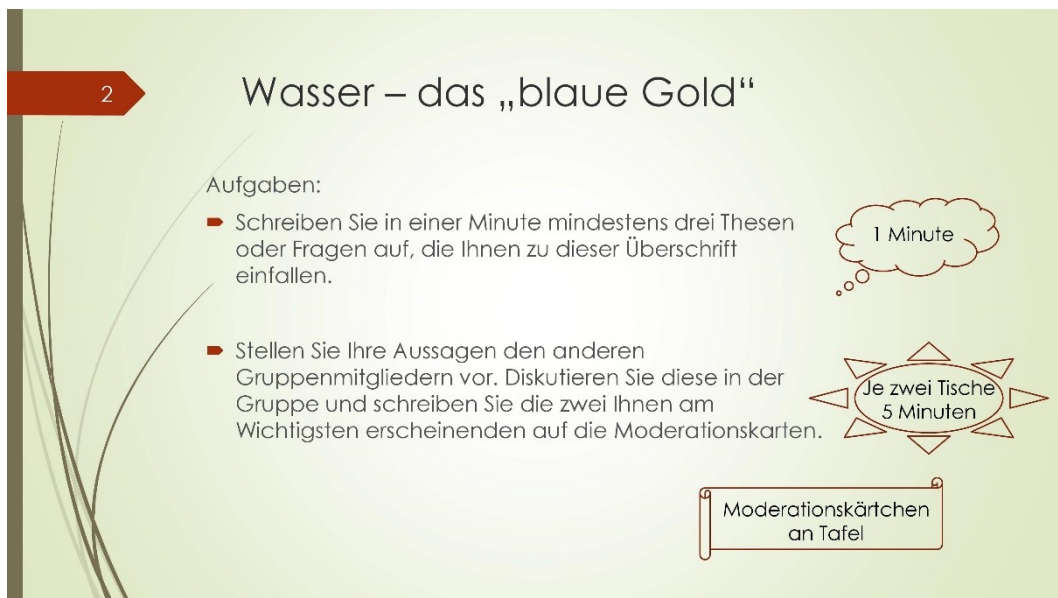 2
Wasser – das „blaue Gold“
Aufgaben:
Schreiben Sie in einer Minute mindestens drei Thesen
oder Fragen auf, die Ihnen zu dieser Überschrift
einfallen.
1 Minute
Stellen Sie Ihre Aussagen den anderen
Gruppenmitgliedern vor. Diskutieren Sie diese in der
Gruppe und schreiben Sie die zwei Ihnen am
Wichtigsten erscheinenden auf die Moderationskarten.
Je zwei Tische
5 Minuten
Moderationskärtchen
an Tafel